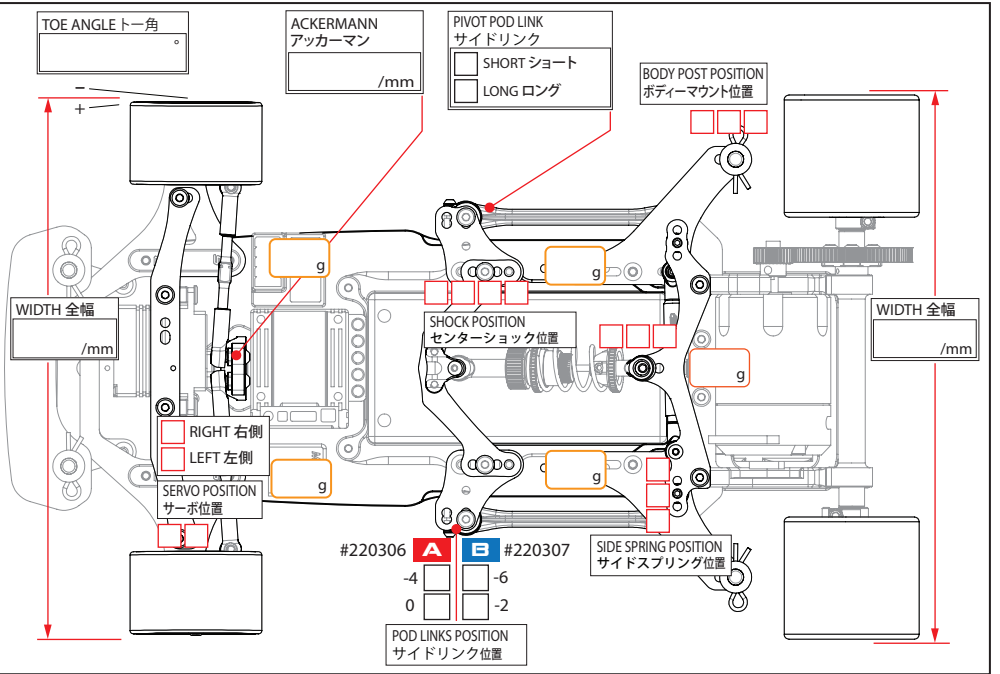 TOE ANGLE トー角
°
−
+
ACKERMANN
アッカーマン
/mm
PIVOT POD LINK
サイドリンク
SHORT ショート
LONG ロング
BODY POST POSITION
ボディーマウント位置
g
g
WIDTH 全幅
/mm
WIDTH 全幅
/mm
SHOCK POSITION
センターショック位置
g
RIGHT 右側
LEFT 左側
g
g
SERVO POSITION
サーボ位置
SIDE SPRING POSITION
サイドスプリング位置
#220306 A B #220307
-4 -6
0 -2
POD LINKS POSITION
サイドリンク位置